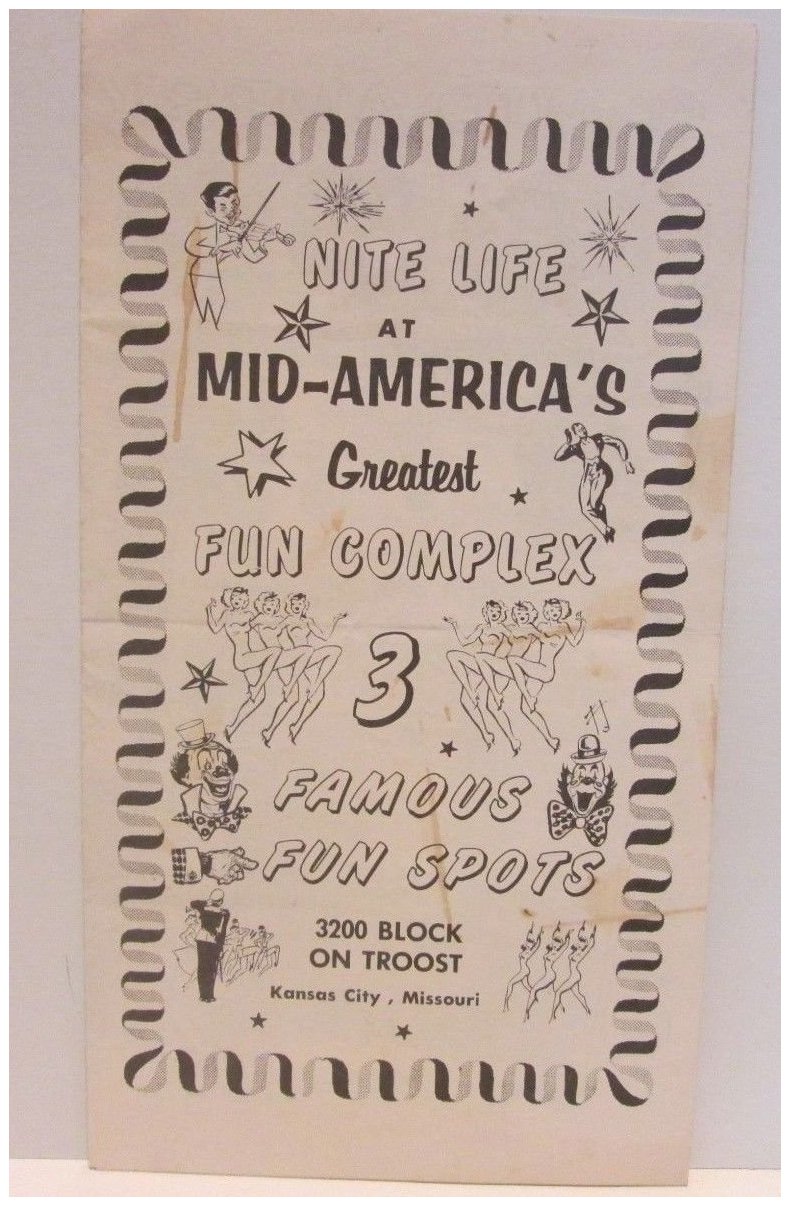 NITE LIFE
AT
MID-AMERICA'S
Greatest
FUN COMPLEX
3
FAMOUS
FUN SPOTS
3200 BLOCK
ON TROOST
Kansas City , Missouri